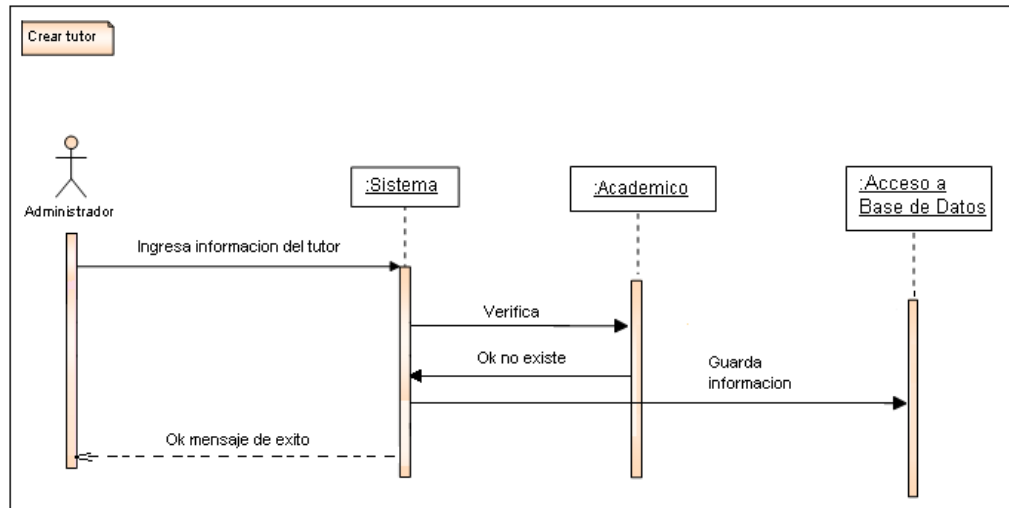 Crear tutor
:Sistema
:Academico
:Acceso a
Base de Datos
Administrador
Ingresa informacion del tutor
Verifica
Ok no existe
Guarda
informacion
Ok mensaje de exito